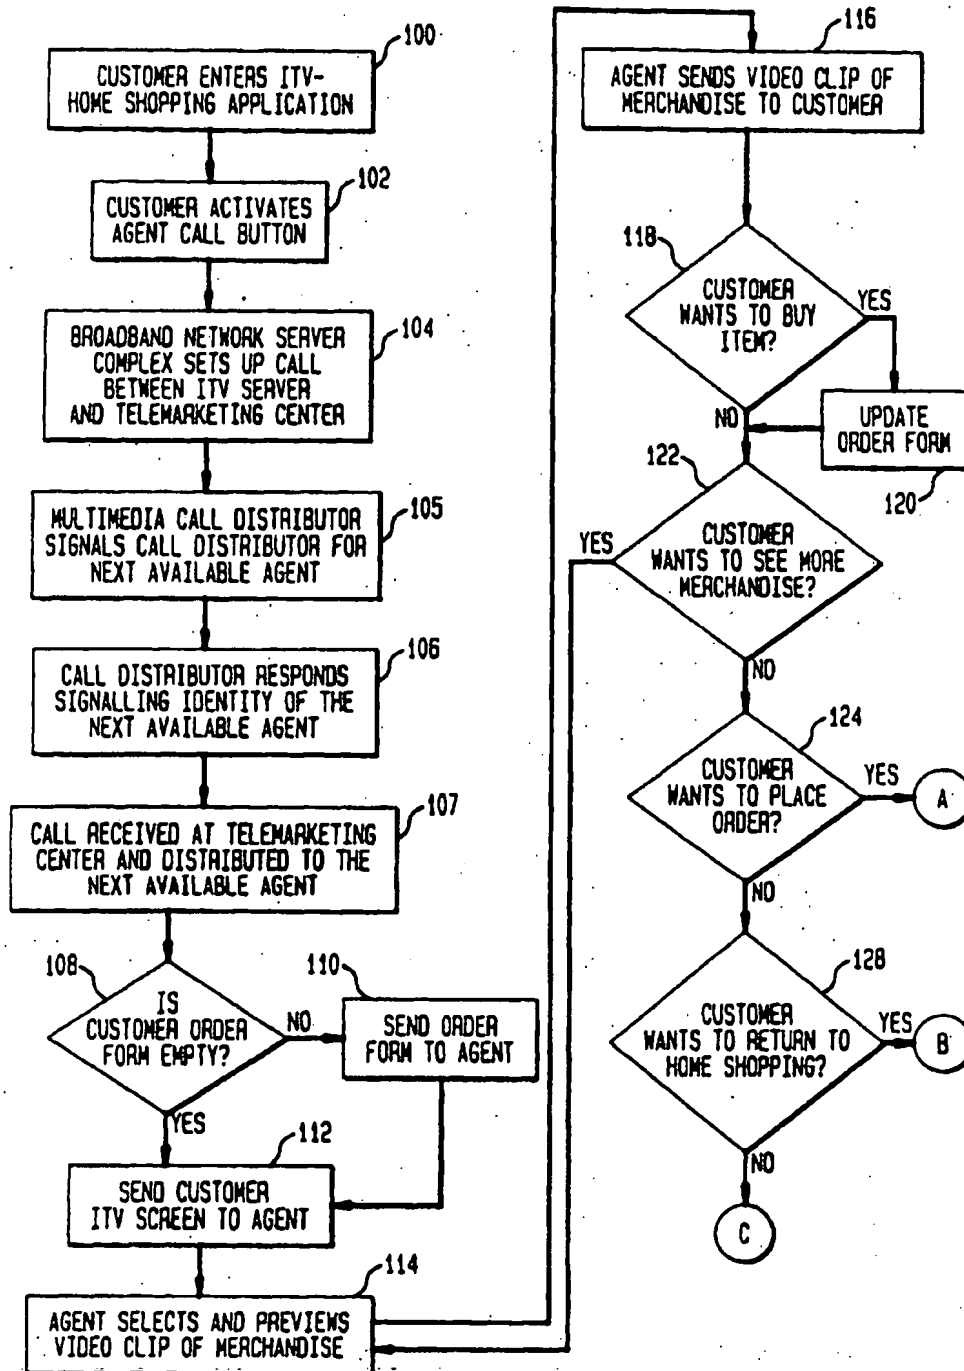 100
CUSTOMER ENTERS ITV-
HOME SHOPPING APPLICATION
102
CUSTOMER ACTIVATES
AGENT CALL BUTTON
104
BROADBAND NETWORK SERVER
COMPLEX SETS UP CALL
BETWEEN ITV SERVER
AND TELEMARKETING CENTER
105
MULTIMEDIA CALL DISTRIBUTOR
SIGNALS CALL DISTRIBUTOR FOR
NEXT AVAILABLE AGENT
106
CALL DISTRIBUTOR RESPONDS
SIGNALLING IDENTITY OF THE
NEXT AVAILABLE AGENT
107
CALL RECEIVED AT TELEMARKETING
CENTER AND DISTRIBUTED TO THE
NEXT AVAILABLE AGENT
108
IS
CUSTOMER ORDER
FORM EMPTY?
NO
110
SEND ORDER
FORM TO AGENT
YES
112
SEND CUSTOMER
ITV SCREEN TO AGENT
114
AGENT SELECTS AND PREVIEWS
VIDEO CLIP OF MERCHANDISE
116
AGENT SENDS VIDEO CLIP OF
MERCHANDISE TO CUSTOMER
118
CUSTOMER
WANTS TO BUY
ITEM?
YES
NO
UPDATE
ORDER FORM
120
122
YES
CUSTOMER
WANTS TO SEE MORE
MERCHANDISE?
NO
124
CUSTOMER
WANTS TO PLACE
ORDER?
YES
A
NO
128
CUSTOMER
WANTS TO RETURN TO
HOME SHOPPING?
YES
B
NO
C